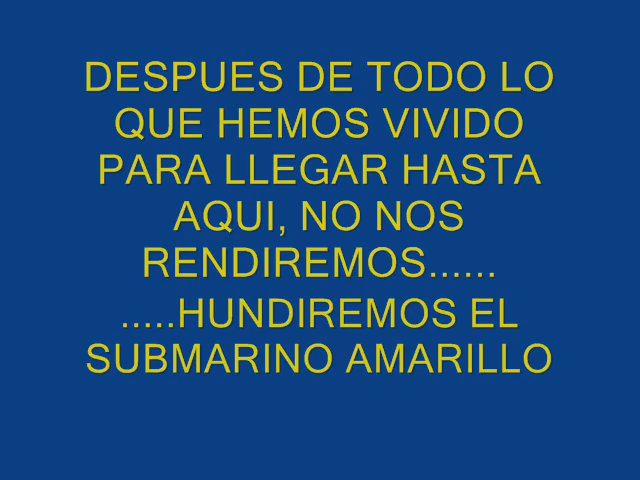 DESPUES DE TODO LO
QUE HEMOS VIVIDO
PARA LLEGAR HASTA
AQUI, NO NOS
RENDIREMOS......
.....HUNDIREMOS EL
SUBMARINO AMARILLO